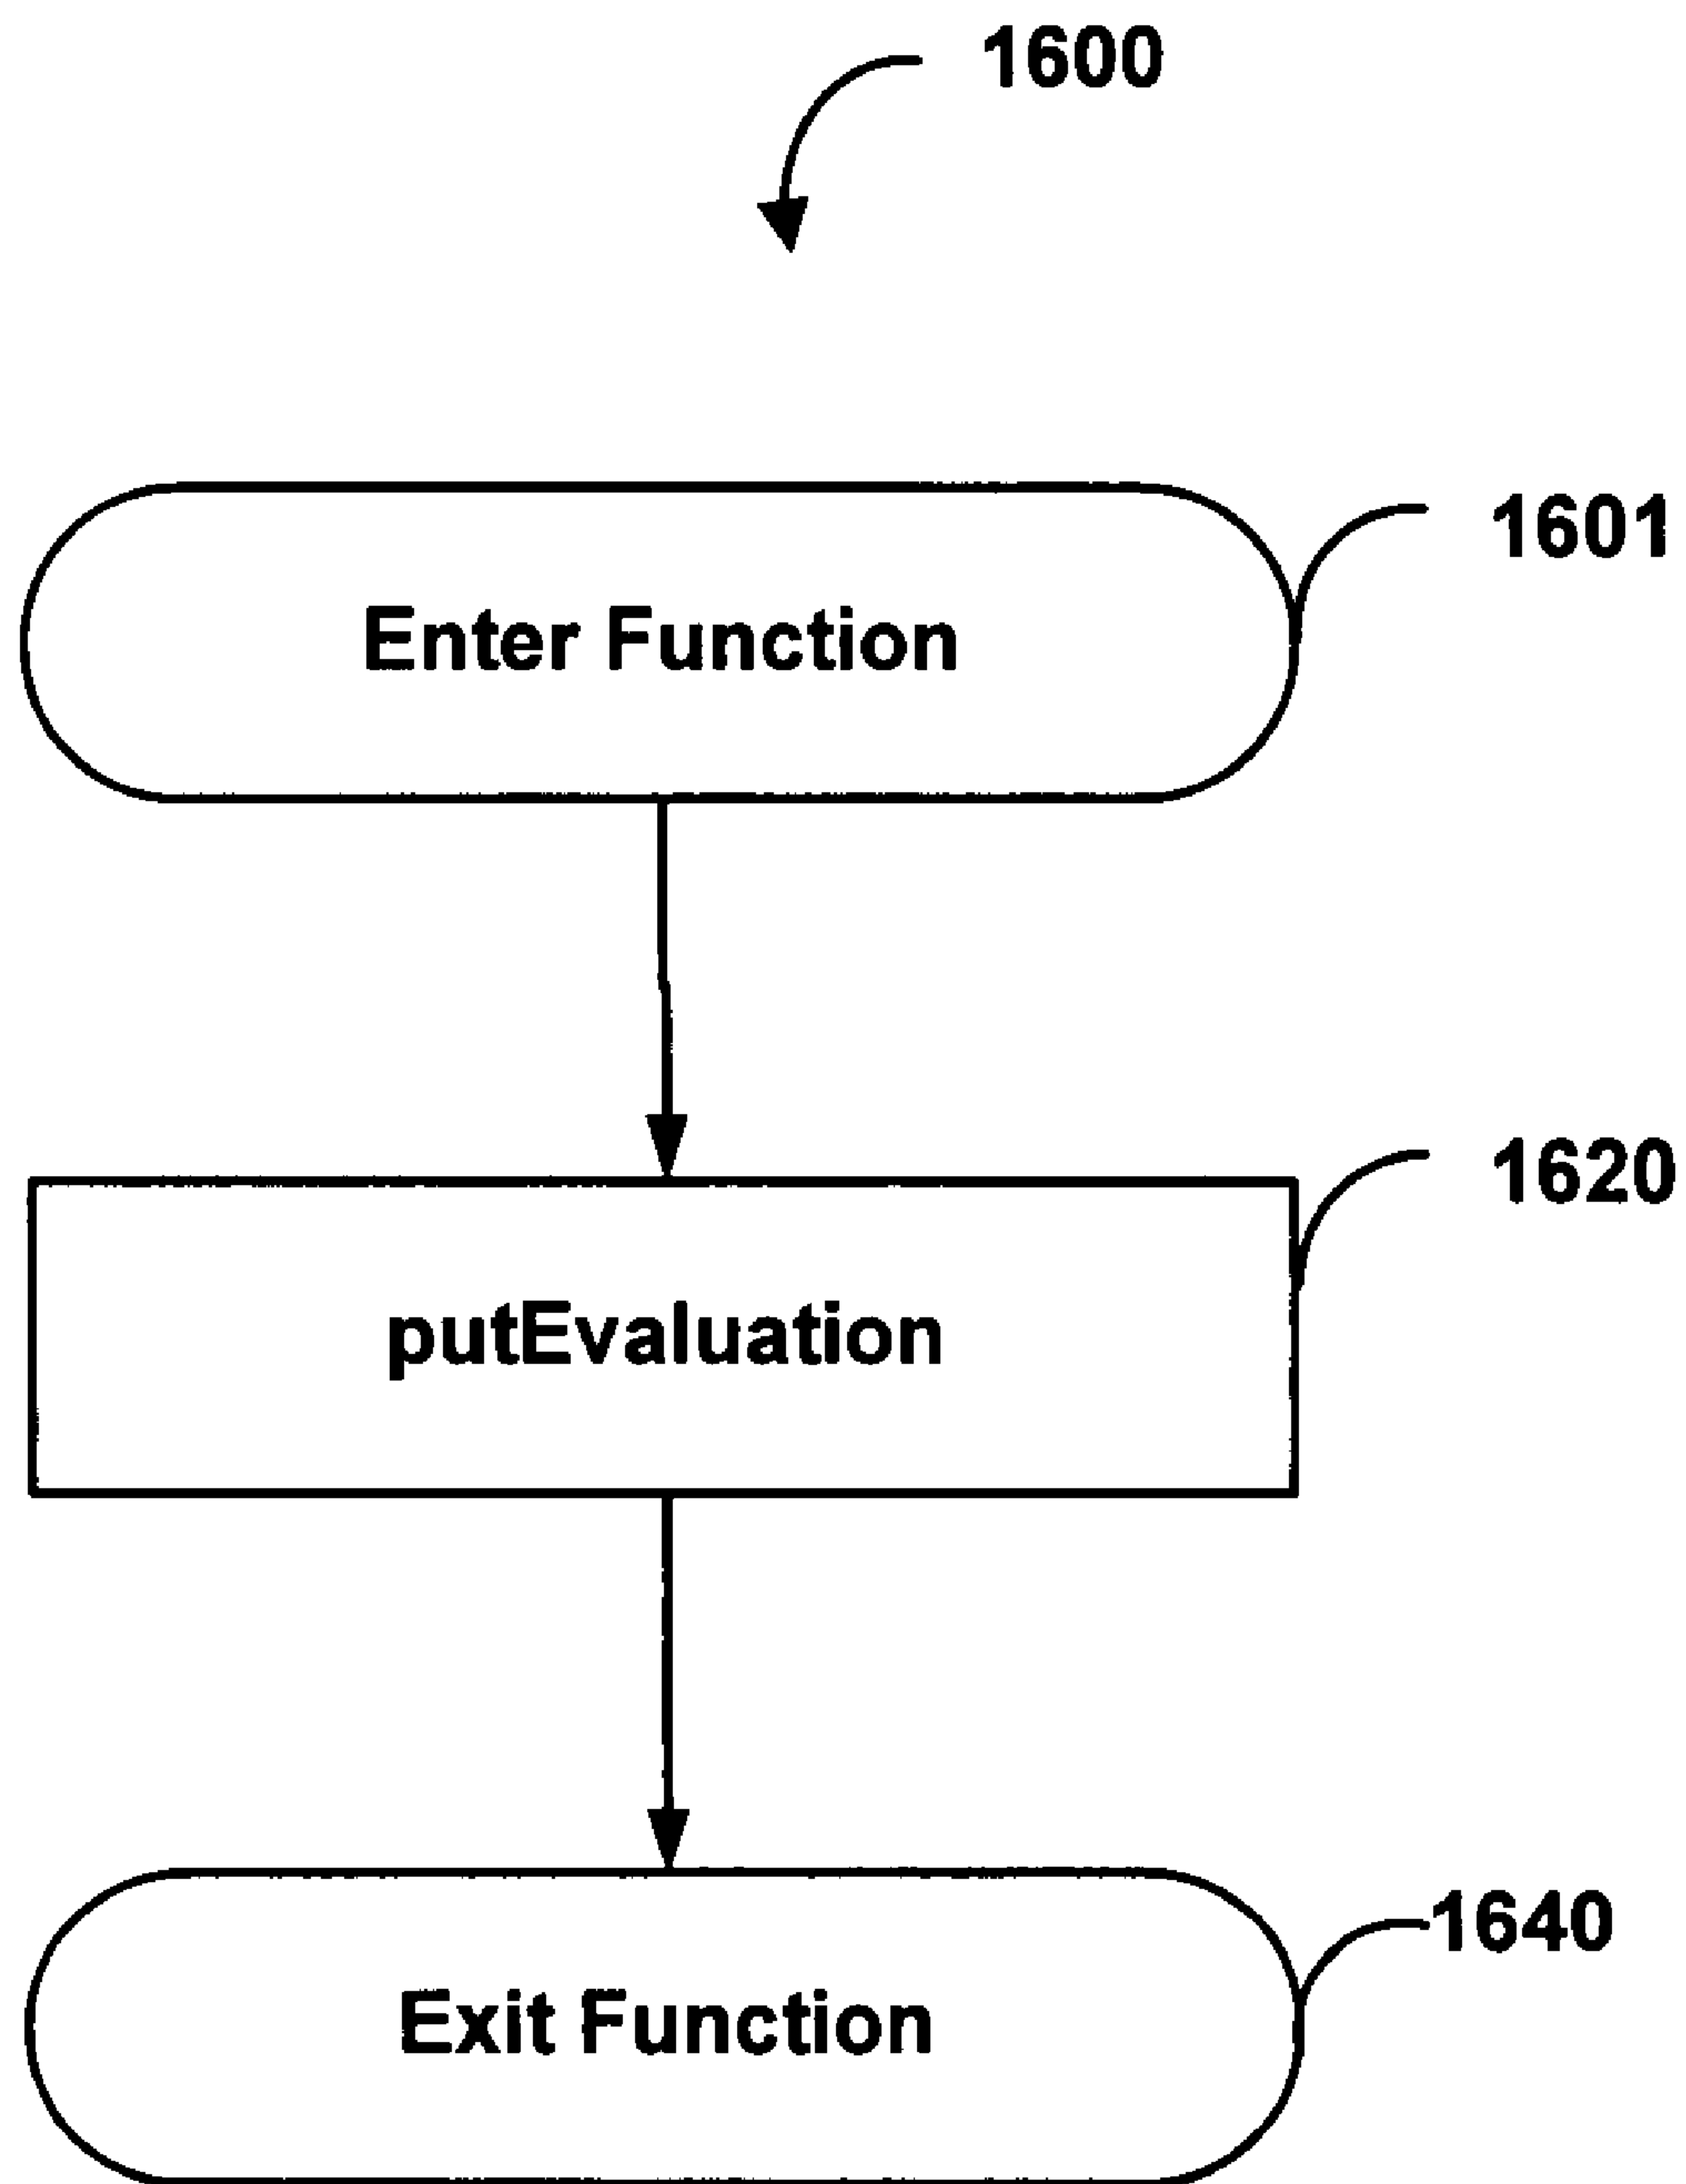 1600
1601
Enter Function
1620
putEvaluation
1640
Exit Function